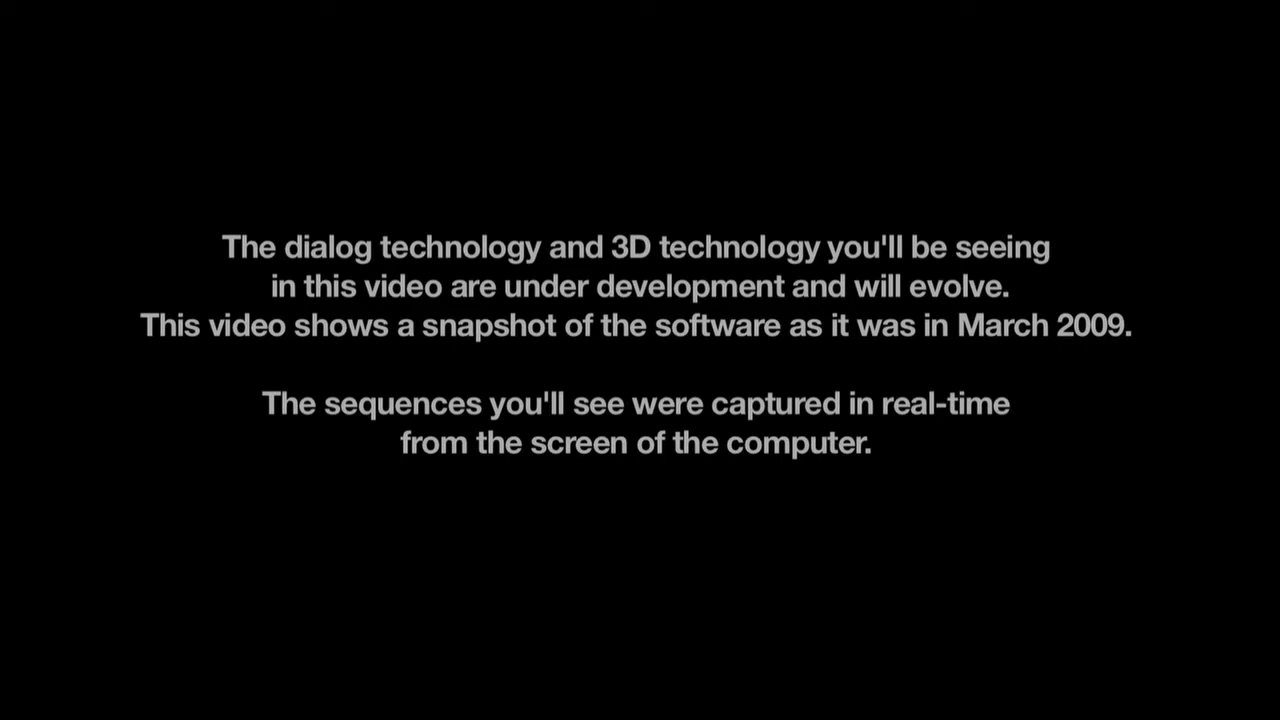 The dialog technology and 3D technology you'll be seeing
in this video are under development and will evolve.
This video shows a snapshot of the software as it was in March 2009.
The sequences you'll see were captured in real-time
from the screen of the computer.